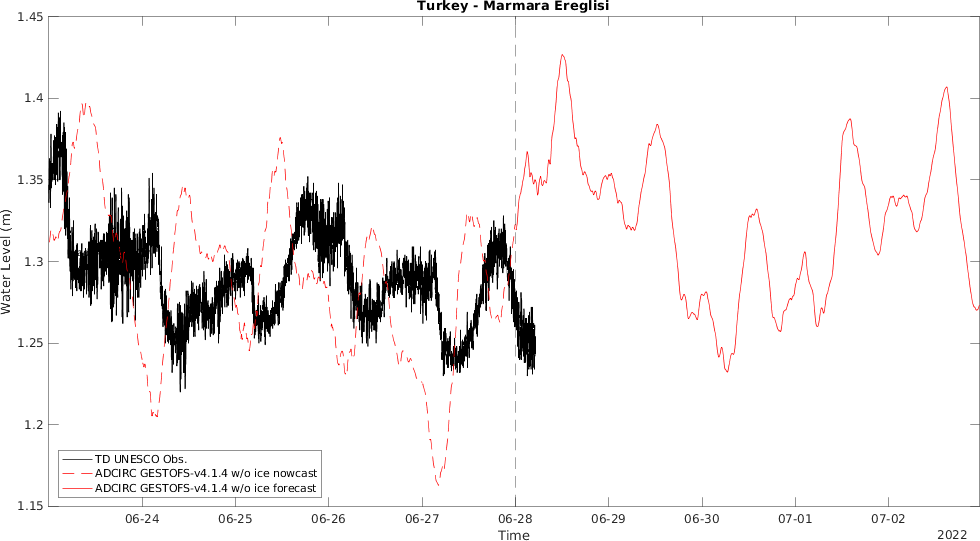 Turkey - Marmara Ereglisi
1.45
1.4
1.35
1.3
1.25
1.2
1.15
Water Level (m)
TD UNESCO Obs.
ADCIRC GESTOFS-v4.1.4 w/o ice nowcast
ADCIRC GESTOFS-v4.1.4 w/o ice forecast
06-24 06-25 06-26 06-27 06-28 06-29 06-30 07-01 07-02
Time
2022